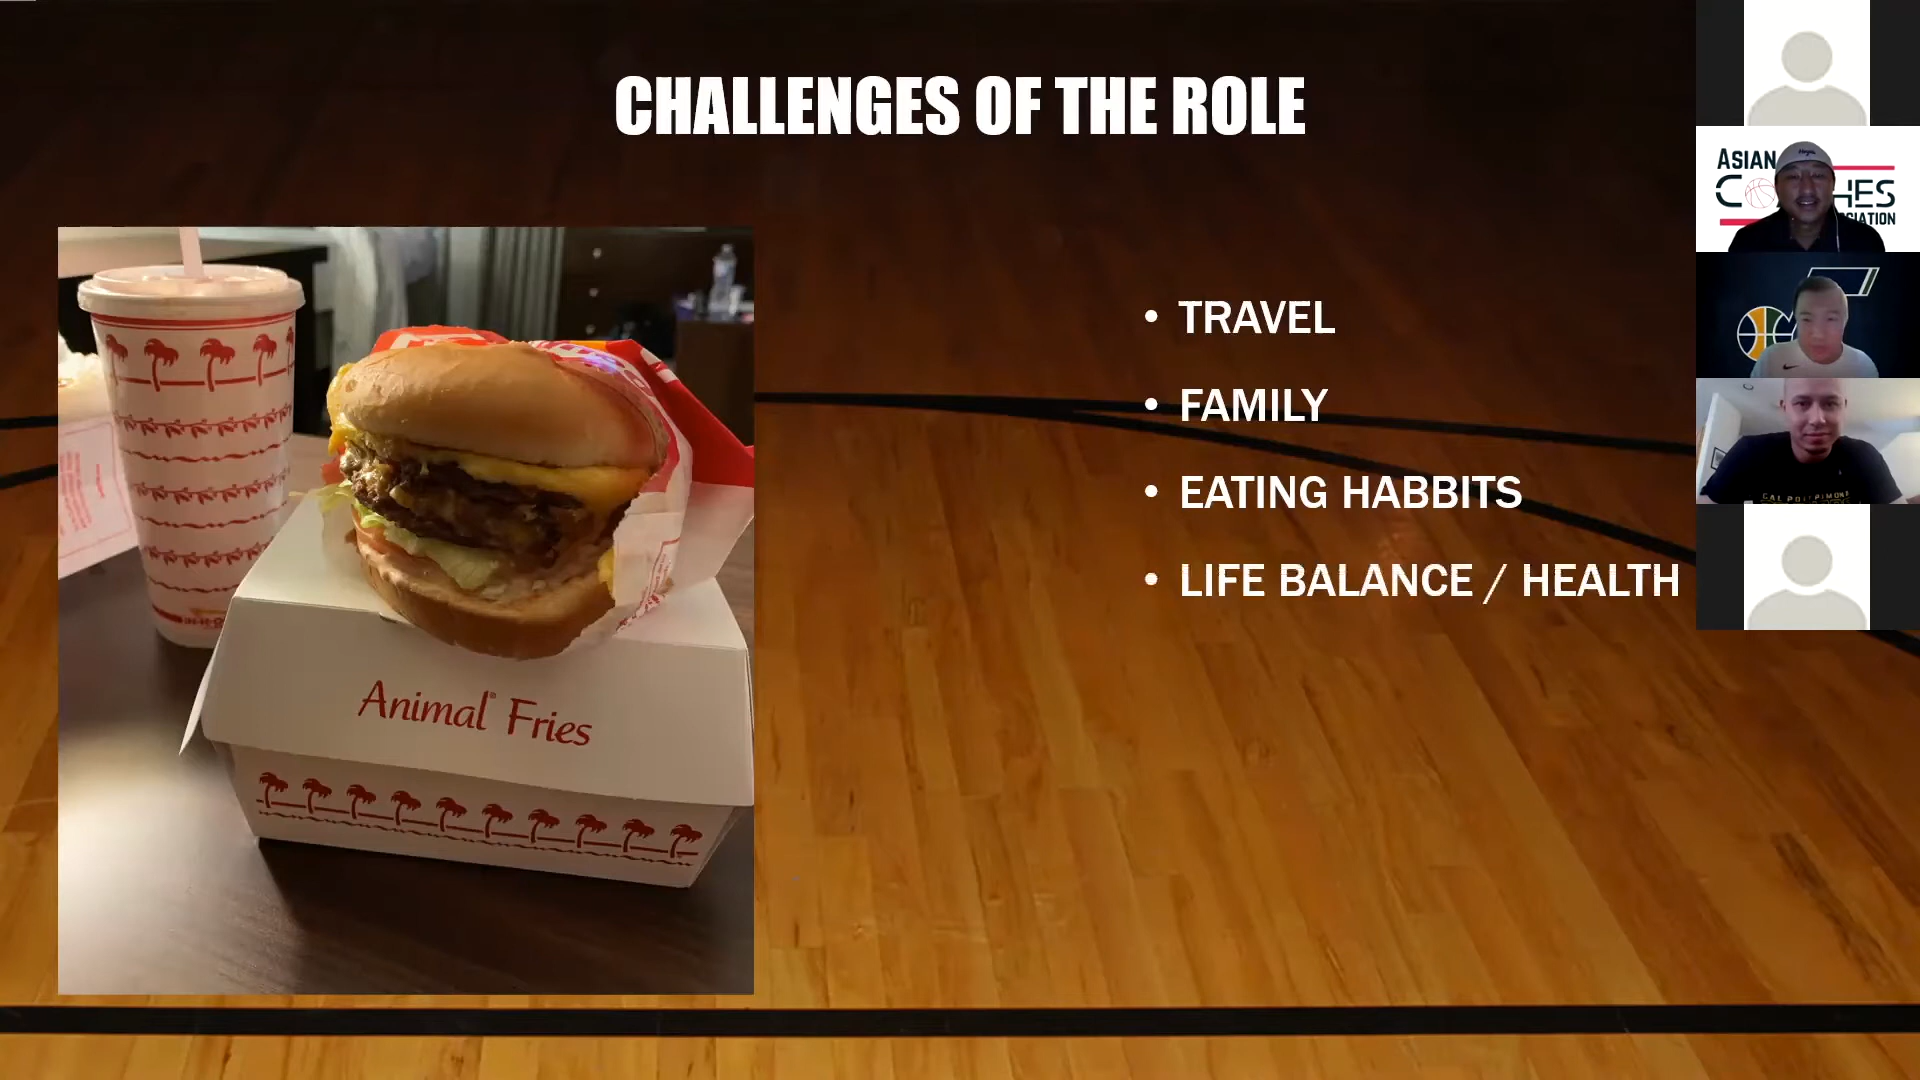 CHALLENGES OF THE ROLE
• TRAVEL
• FAMILY
• EATING HABBITS
• LIFE BALANCE / HEALTH
Animal® Fries
ASIAN